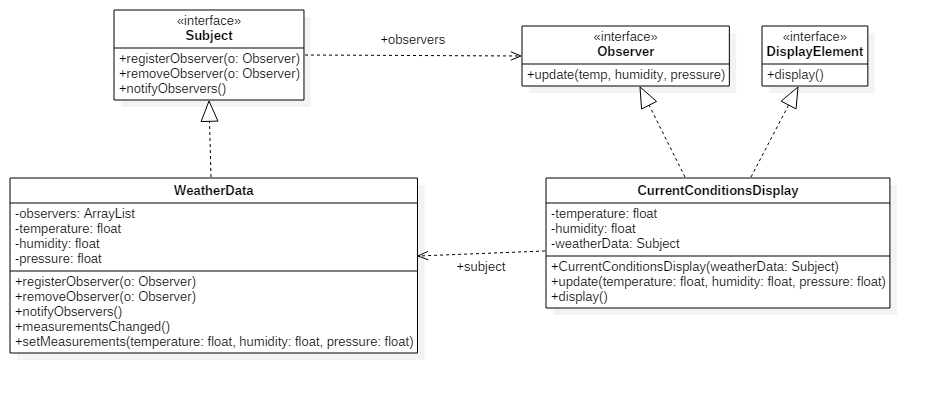 «interface»
Subject
+registerObserver(o: Observer)
+removeObserver(o: Observer)
+notifyObservers()
+observers
«interface»
Observer
+update(temp, humidity, pressure)
«interface»
DisplayElement
+display()
WeatherData
-observers: ArrayList
-temperature: float
-humidity: float
-pressure: float
+registerObserver(o: Observer)
+removeObserver(o: Observer)
+notifyObservers()
+measurementsChanged()
+setMeasurements(temperature: float, humidity: float, pressure: float)
+subject
CurrentConditionsDisplay
-temperature: float
-humidity: float
-weatherData: Subject
+CurrentConditionsDisplay(weatherData: Subject)
+update(temperature: float, humidity: float, pressure: float)
+display()